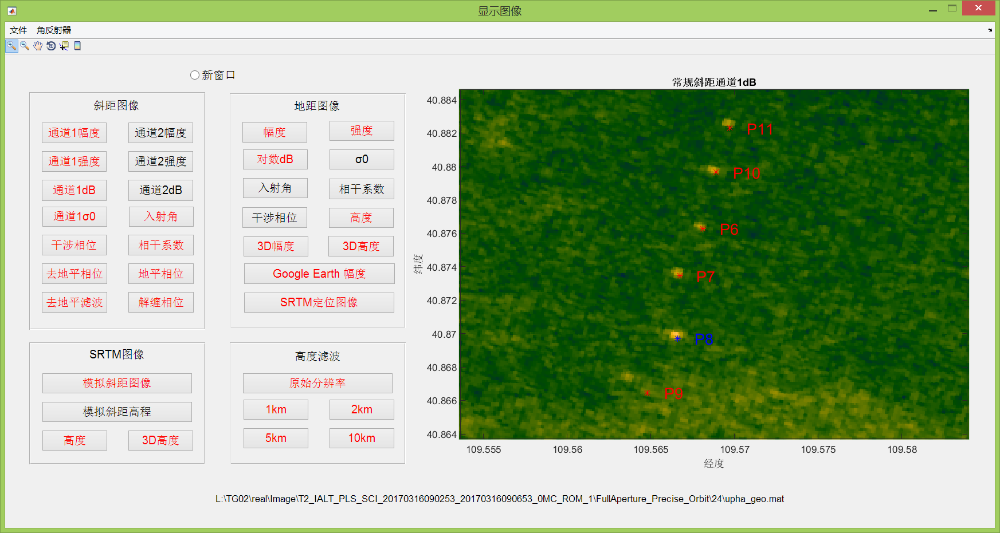 显示图像
文件 角反射器
新窗口
斜距图像
通道1幅度 通道2幅度
通道1强度 通道2强度
通道1dB 通道2dB
通道1σ0 入射角
干涉相位 相干系数
去地平相位 地平相位
去地平滤波 解缠相位
地距图像
幅度 强度
对数dB σ0
入射角 相干系数
干涉相位 高度
3D幅度 3D高度
Google Earth 幅度
SRTM定位图像
SRTM图像
模拟斜距图像
模拟斜距高程
高度 3D高度
高度滤波
原始分辨率
1km 2km
5km 10km
常规斜距通道1dB
40.884
40.882
40.88
40.878
40.876
40.874
40.872
40.87
40.868
40.866
40.864
纬度
P11
P10
P6
P7
P8
P9
109.555 109.56 109.565 109.57 109.575 109.58
经度
L:\TG02\real\Image\T2_IALT_PLS_SCI_20170316090253_20170316090653_0MC_ROM_1\FullAperture_Precise_Orbit\24\upha_geo.mat